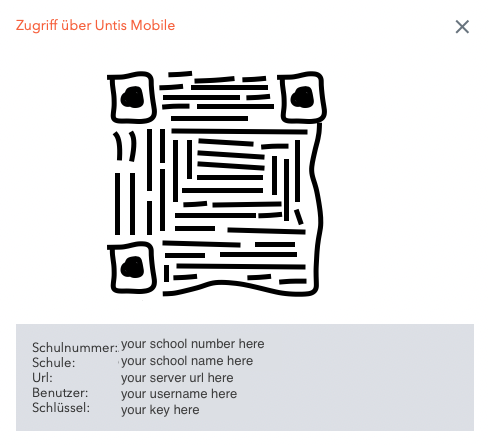 Zugriff über Untis Mobile
Schulnummer: your school number here
Schule: your school name here
Url: your server url here
Benutzer: your username here
Schlüssel: your key here